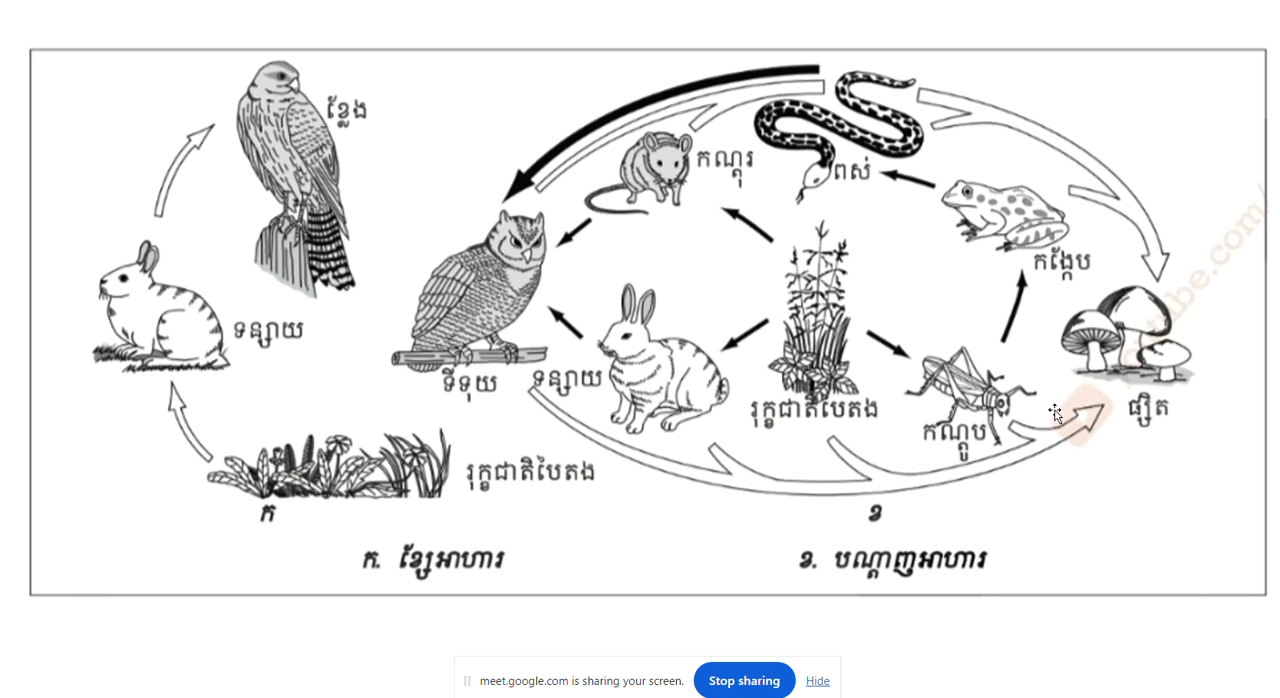 ខ្លែង
ទន្សាយ
រុក្ខជាតិបៃតង
ក
កណ្តុរ
ពស់
កង្កែប
ទីទុយ
ទន្សាយ
រុក្ខជាតិបៃតង
កណ្តូប
ផ្សិត
ខ
ក. ខ្សែអាហារ
ខ. បណ្តាញអាហារ
meet.google.com is sharing your screen.
Stop sharing
Hide